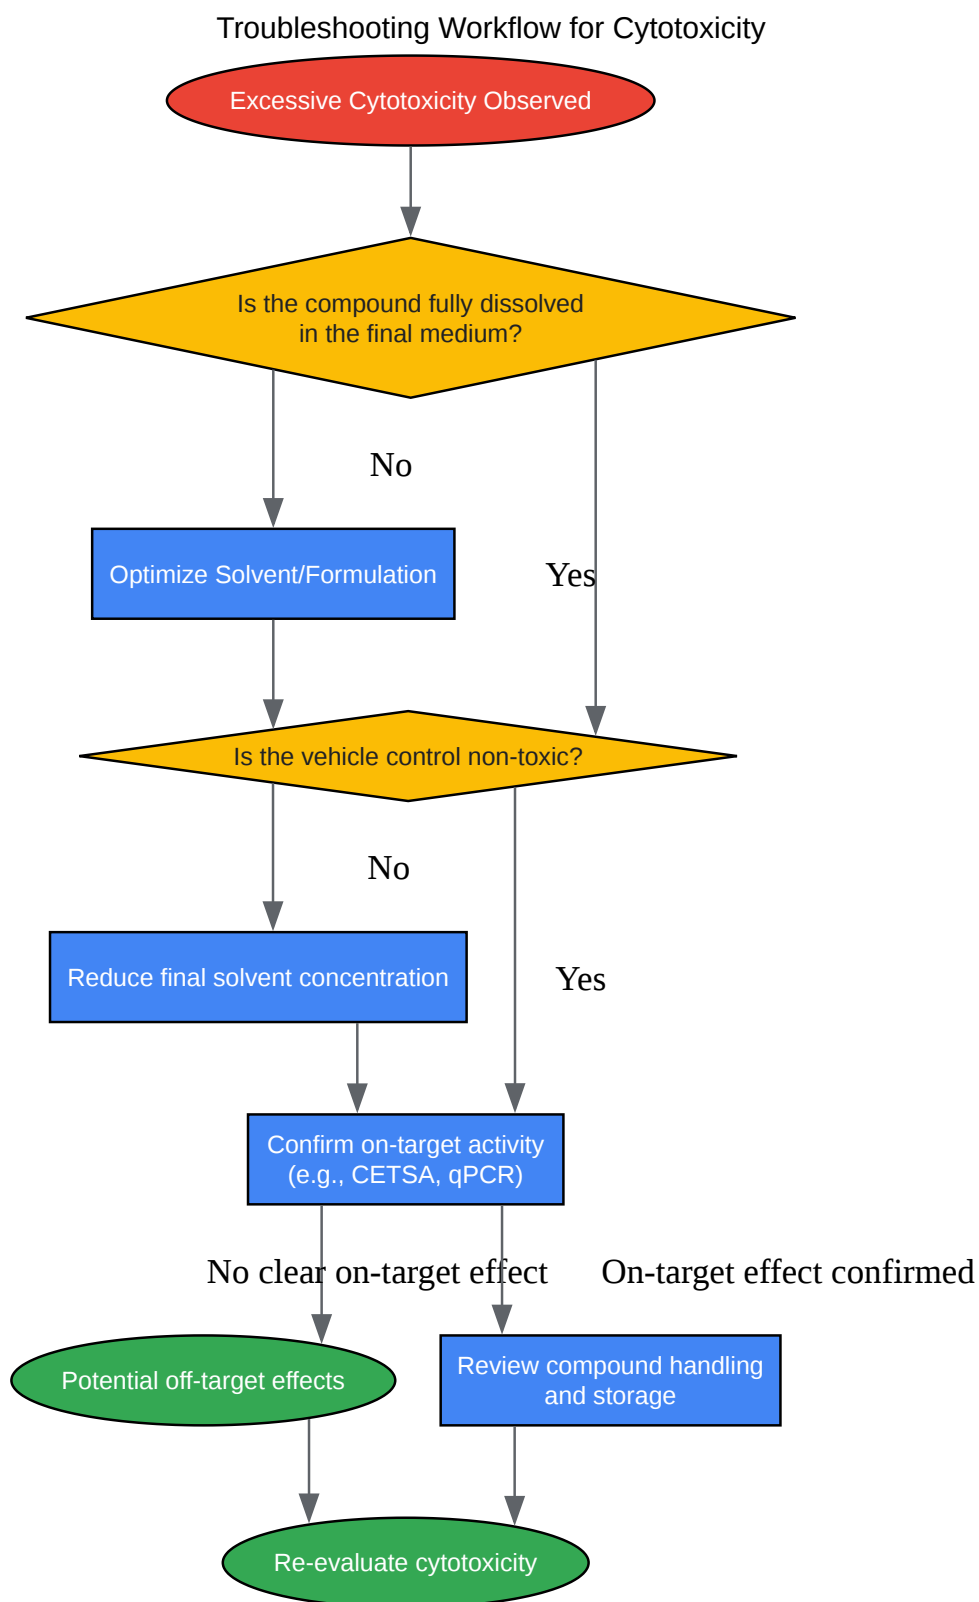 Troubleshooting Workflow for Cytotoxicity
Excessive Cytotoxicity Observed
Is the compound fully dissolved
in the final medium?
No
Optimize Solvent/Formulation
Yes
Is the vehicle control non-toxic?
No
Reduce final solvent concentration
Yes
Confirm on-target activity
(e.g., CETSA, qPCR)
No clear on-target effect
On-target effect confirmed
Potential off-target effects
Review compound handling
and storage
Re-evaluate cytotoxicity